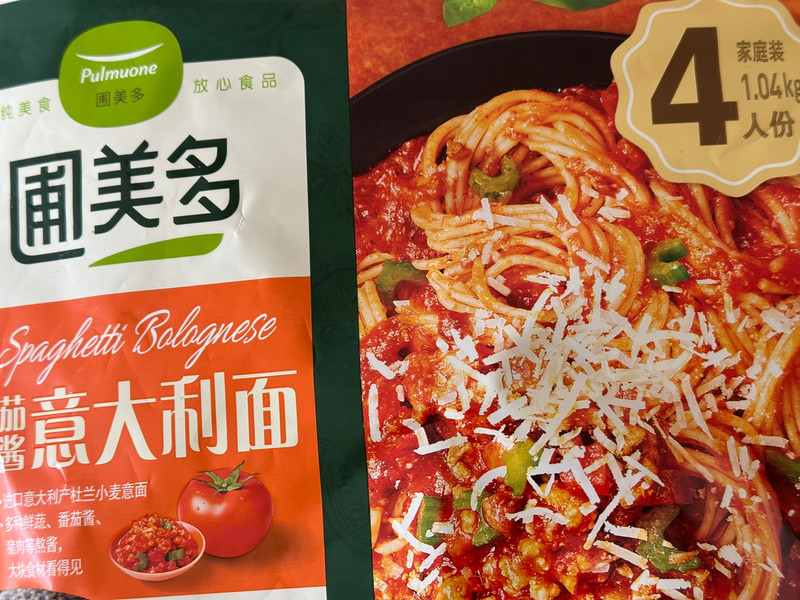 Pulmuone
圃美多
纯美食
放心食品
圃美多
Spaghetti Bolognese
茄酱
意大利面
进口意大利产杜兰小麦意面
•多种鲜蔬、番茄酱、
猪肉等熬酱，
大块食材看得见
4
家庭装
1.04kg
人份